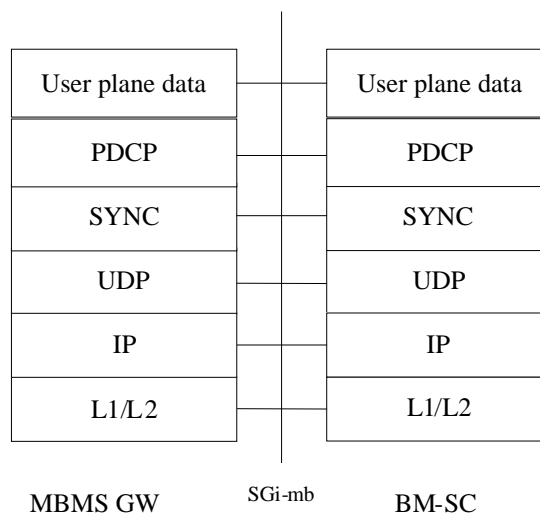 User plane data
User plane data
PDCP
PDCP
SYNC
SYNC
UDP
UDP
IP
IP
L1/L2
L1/L2
MBMS GW
SGi-mb
BM-SC